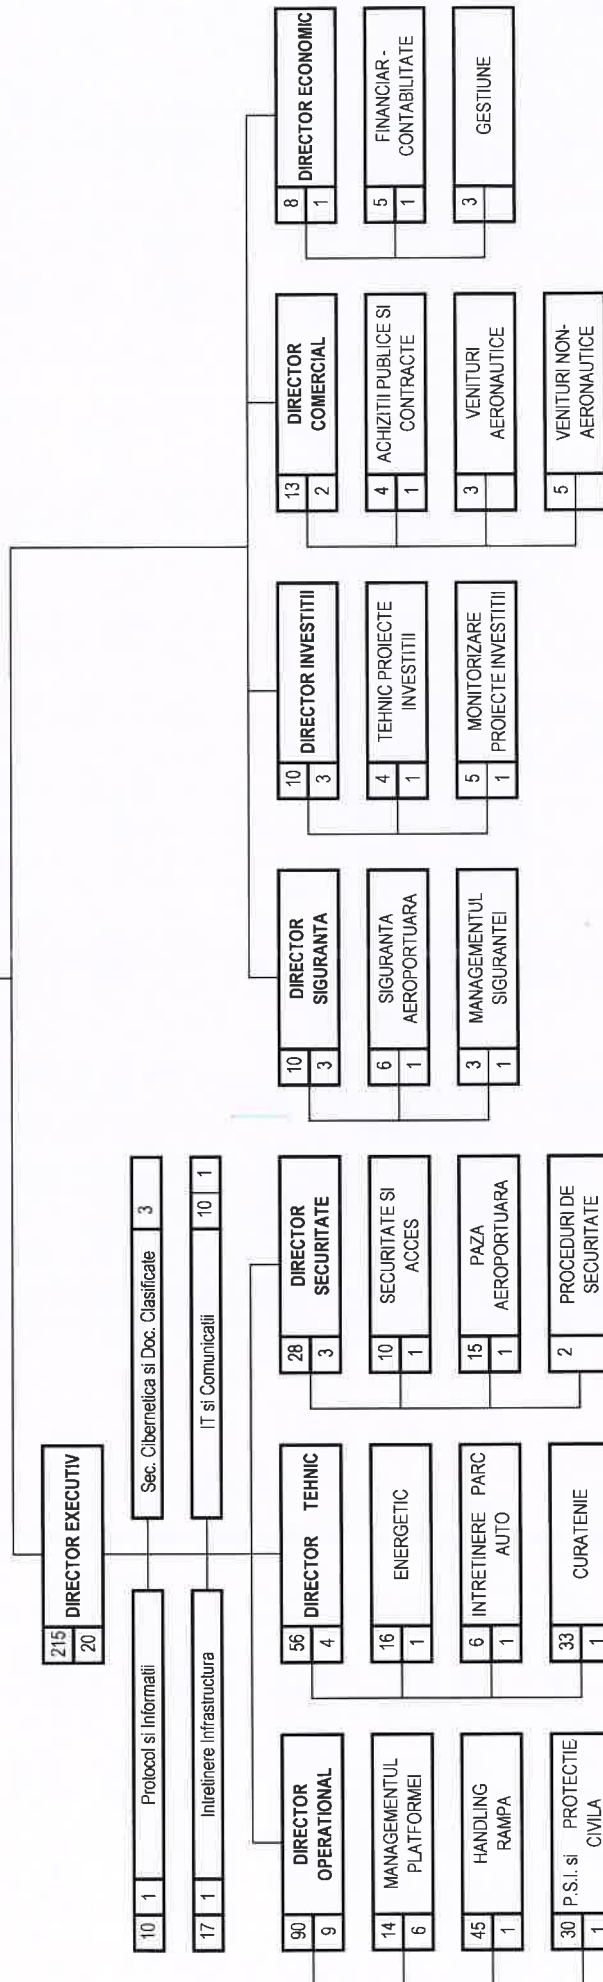 215
DIRECTOR EXECUTIV
20
10 1 Protocol si Informatii
Sec. Cibernetica si Doc. Clasificate 3
17 1 Intretinere Infrastructura
IT si Comunicatii 10 1
90
DIRECTOR
OPERATIONAL
9
14
MANAGEMENTUL
PLATFORMEI
6
45
HANDLING
RAMPA
1
30
P.S.I. si PROTECTIE
CIVILA
1
56
DIRECTOR TEHNIC
4
16
ENERGETIC
1
6
INTRETINERE PARC
AUTO
1
33
CURATENIE
1
28
DIRECTOR
SECURITATE
3
10
SECURITATE SI
ACCES
1
15
PAZA
AEROPORTUARA
1
2
PROCEDURI DE
SECURITATE
10
DIRECTOR
SIGURANTA
3
6
SIGURANTA
AEROPORTUARA
1
3
MANAGEMENTUL
SIGURANTEI
1
10
DIRECTOR INVESTITII
3
4
TEHNIC PROIECTE
INVESTITII
1
5
MONITORIZARE
PROIECTE INVESTITII
1
13
DIRECTOR
COMERCIAL
2
4
ACHIZITII PUBLICE SI
CONTRACTE
1
3
VENITURI
AERONAUTICE
5
VENITURI NON-
AERONAUTICE
8
DIRECTOR ECONOMIC
1
5
FINANCIAR -
CONTABILITATE
1
3
GESTIUNE